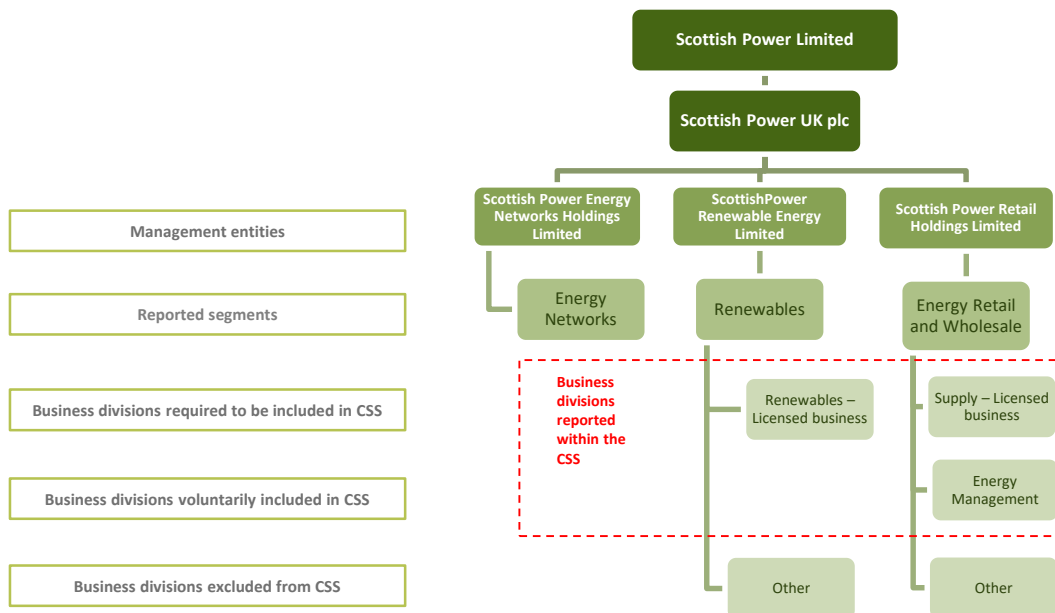 Scottish Power Limited
Scottish Power UK plc
Scottish Power Energy
Networks Holdings
Limited
ScottishPower
Renewable Energy
Limited
Scottish Power Retail
Holdings Limited
Management entities
Energy
Networks
Renewables
Energy Retail
and Wholesale
Reported segments
Business
divisions
reported
within the
CSS
Business divisions required to be included in CSS
Renewables –
Licensed business
Supply – Licensed
business
Business divisions voluntarily included in CSS
Energy
Management
Business divisions excluded from CSS
Other
Other